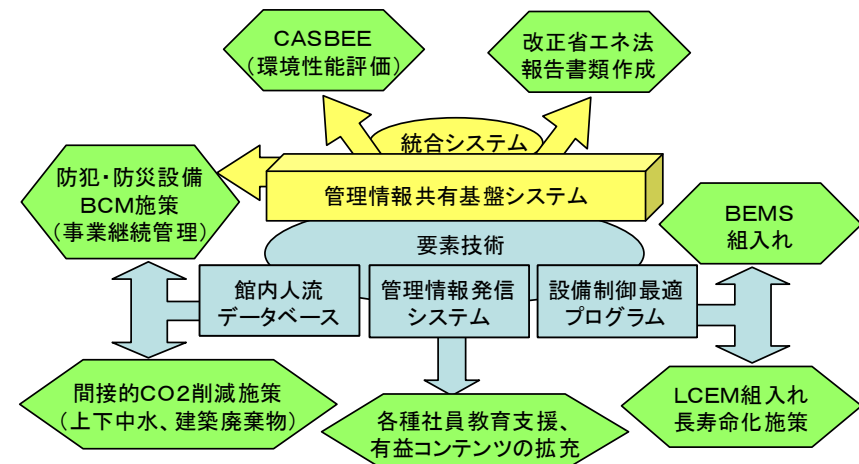 CASBEE
（環境性能評価）
改正省エネ法
報告書類作成
統合システム
管理情報共有基盤システム
防犯・防災設備
BCM施策
（事業継続管理）
要素技術
BEMS
組入れ
館内人流
データベース
管理情報発信
システム
設備制御最適
プログラム
間接的CO2削減施策
（上下中水、建築廃棄物）
各種社員教育支援、
有益コンテンツの拡充
LCEM組入れ
長寿命化施策